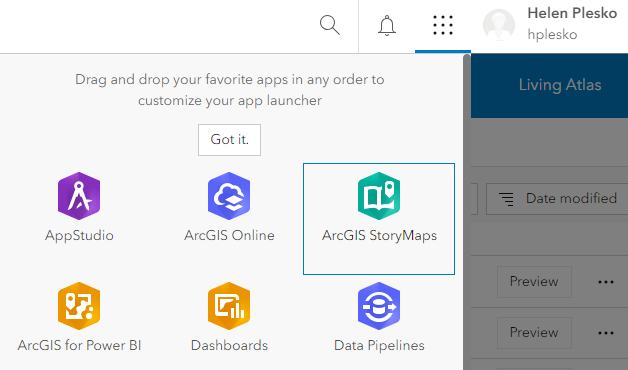 Helen Plesko
hplesko
Drag and drop your favorite apps in any order to
customize your app launcher
Got it.
Living Atlas
AppStudio
ArcGIS Online
ArcGIS StoryMaps
Date modified
ArcGIS for Power BI
Dashboards
Data Pipelines
Preview
Preview